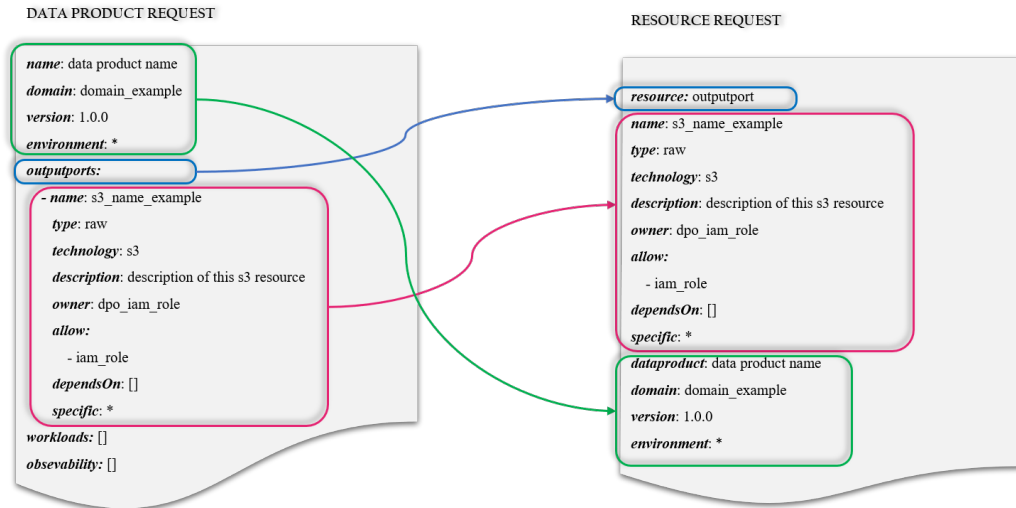 DATA PRODUCT REQUEST
name: data product name
domain: domain_example
version: 1.0.0
environment: *
outputports:
- name: s3_name_example
type: raw
technology: s3
description: description of this s3 resource
owner: dpo_iam_role
allow:
- iam_role
dependsOn: []
specific: *
workloads: []
obsevability: []
RESOURCE REQUEST
resource: outputport
name: s3_name_example
type: raw
technology: s3
description: description of this s3 resource
owner: dpo_iam_role
allow:
- iam_role
dependsOn: []
specific: *
dataproduct: data product name
domain: domain_example
version: 1.0.0
environment: *